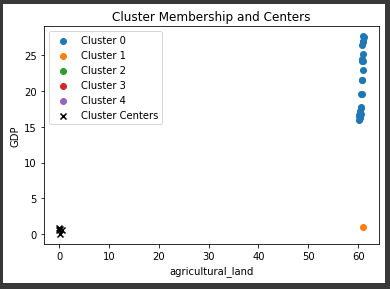 Cluster Membership and Centers
Cluster 0
Cluster 1
Cluster 2
Cluster 3
Cluster 4
Cluster Centers
GDP
25
20
15
10
5
0
0 10 20 30 40 50 60
agricultural_land